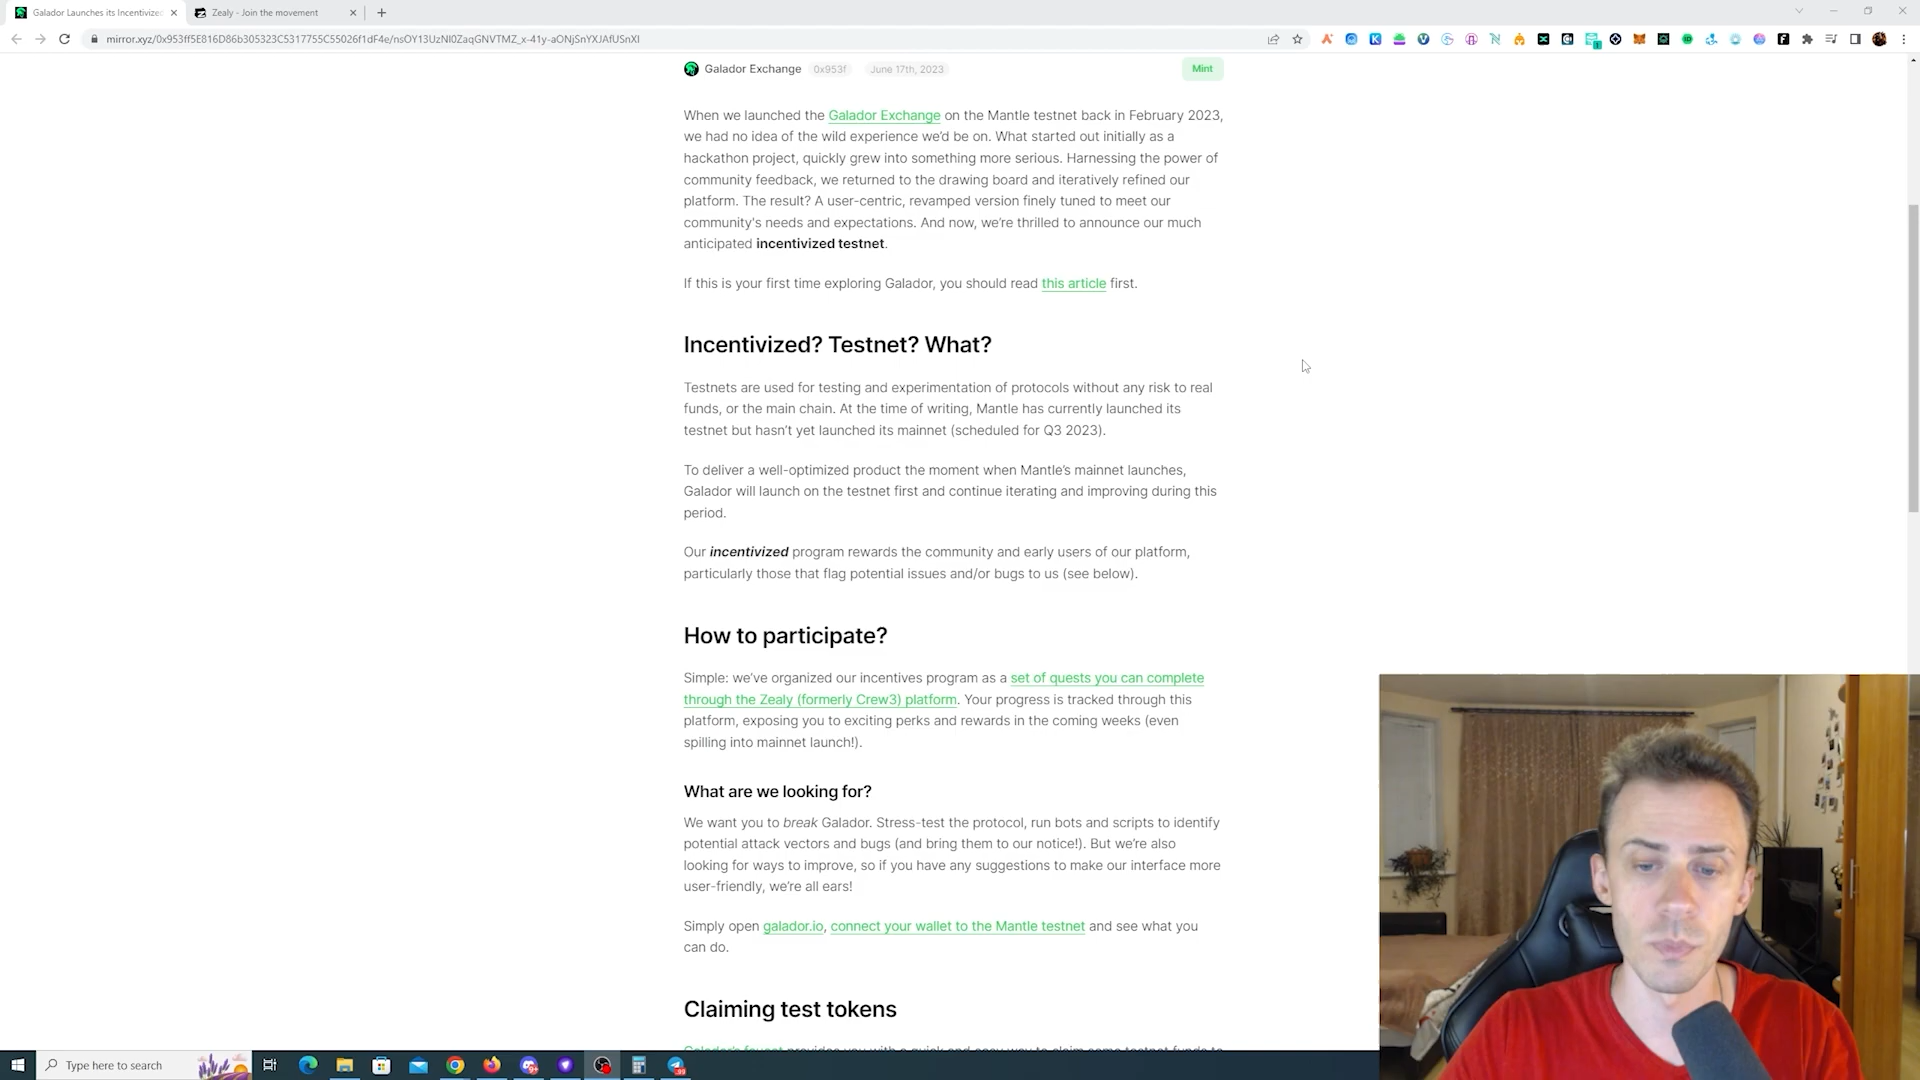 Galador Launches its Incentivized
Zealy - Join the movement
mirror.xyz/0x953ff5E816D86b305323C5317755C55026f1dF4e/nsOY13UzNI0ZaqGNVTMZ_x-41y-aONjSnYXJAfUSnXI
Galador Exchange 0x953f June 17th, 2023 Mint
When we launched the Galador Exchange on the Mantle testnet back in February 2023,
we had no idea of the wild experience we'd be on. What started out initially as a
hackathon project, quickly grew into something more serious. Harnessing the power of
community feedback, we returned to the drawing board and iteratively refined our
platform. The result? A user-centric, revamped version finely tuned to meet our
community's needs and expectations. And now, we're thrilled to announce our much
anticipated incentivized testnet.
If this is your first time exploring Galador, you should read this article first.
Incentivized? Testnet? What?
Testnets are used for testing and experimentation of protocols without any risk to real
funds, or the main chain. At the time of writing, Mantle has currently launched its
testnet but hasn't yet launched its mainnet (scheduled for Q3 2023).
To deliver a well-optimized product the moment when Mantle's mainnet launches,
Galador will launch on the testnet first and continue iterating and improving during this
period.
Our incentivized program rewards the community and early users of our platform,
particularly those that flag potential issues and/or bugs to us (see below).
How to participate?
Simple: we've organized our incentives program as a set of quests you can complete
through the Zealy (formerly Crew3) platform. Your progress is tracked through this
platform, exposing you to exciting perks and rewards in the coming weeks (even
spilling into mainnet launch!).
What are we looking for?
We want you to break Galador. Stress-test the protocol, run bots and scripts to identify
potential attack vectors and bugs (and bring them to our notice!). But we're also
looking for ways to improve, so if you have any suggestions to make our interface more
user-friendly, we're all ears!
Simply open galador.io, connect your wallet to the Mantle testnet and see what you
can do.
Claiming test tokens
Galador's faucet provides you with a quick and easy way to claim some testnet funds to
Type here to search